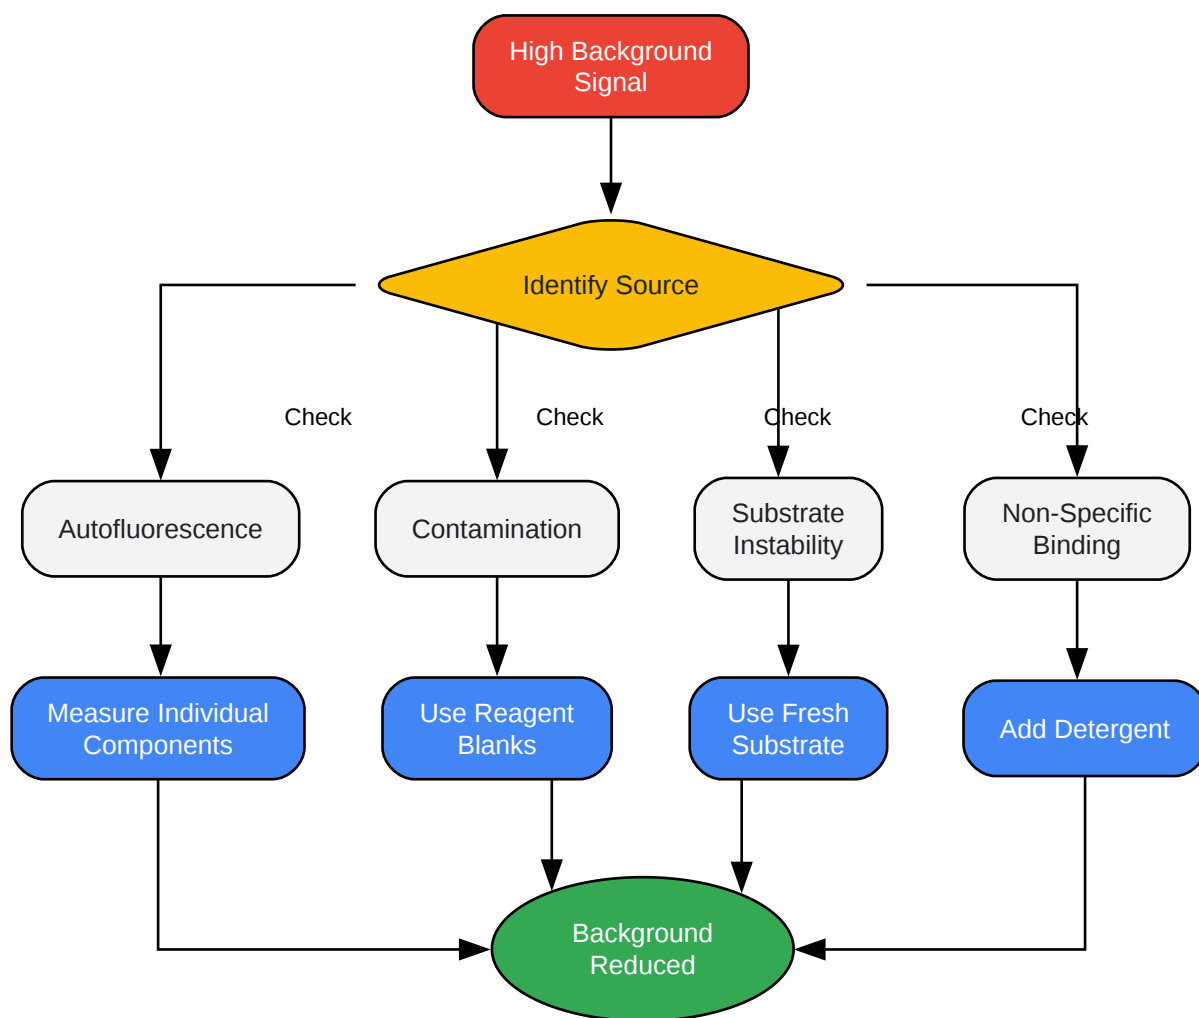 High Background
Signal
Identify Source
Check
Check
Check
Check
Autofluorescence
Contamination
Substrate
Instability
Non-Specific
Binding
Measure Individual
Components
Use Reagent
Blanks
Use Fresh
Substrate
Add Detergent
Background
Reduced